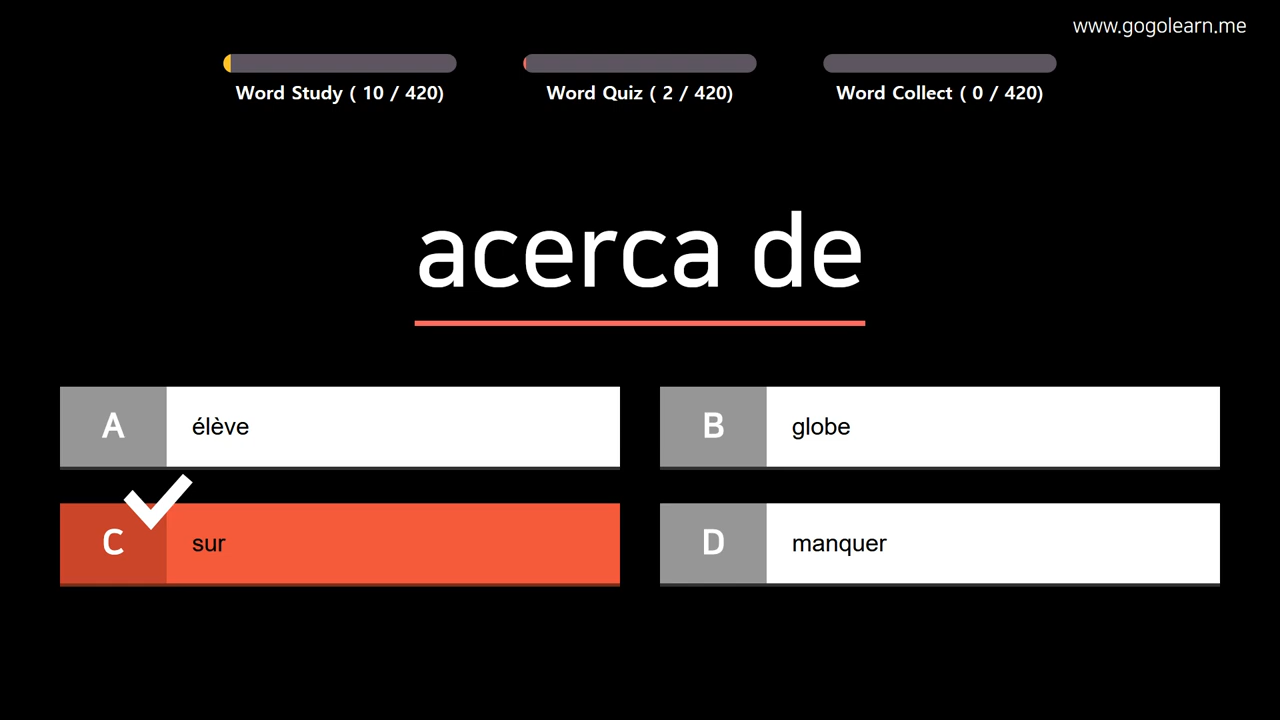 www.gogolearn.me
Word Study ( 10 / 420)
Word Quiz ( 2 / 420)
Word Collect ( 0 / 420)
acerca de
A élève
B globe
C sur
D manquer